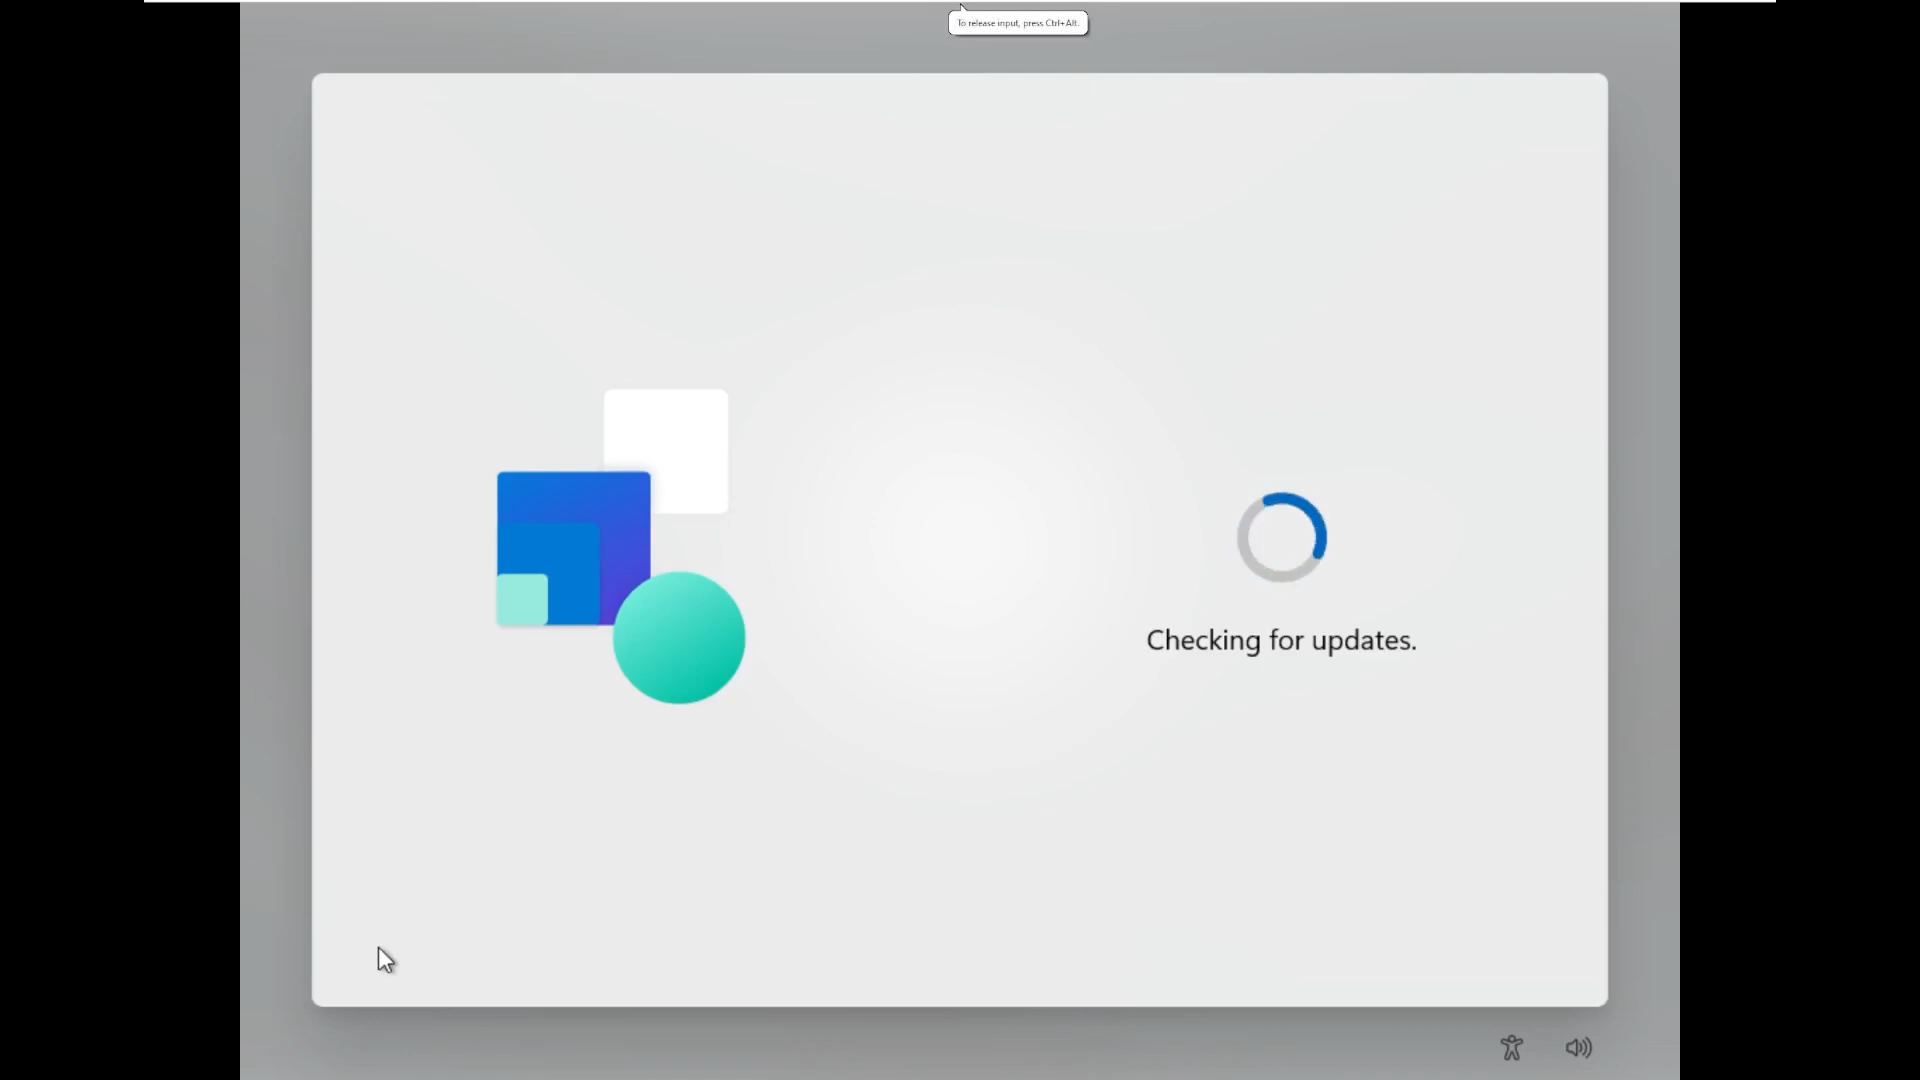 To release input, press Ctrl+Alt.
Checking for updates.